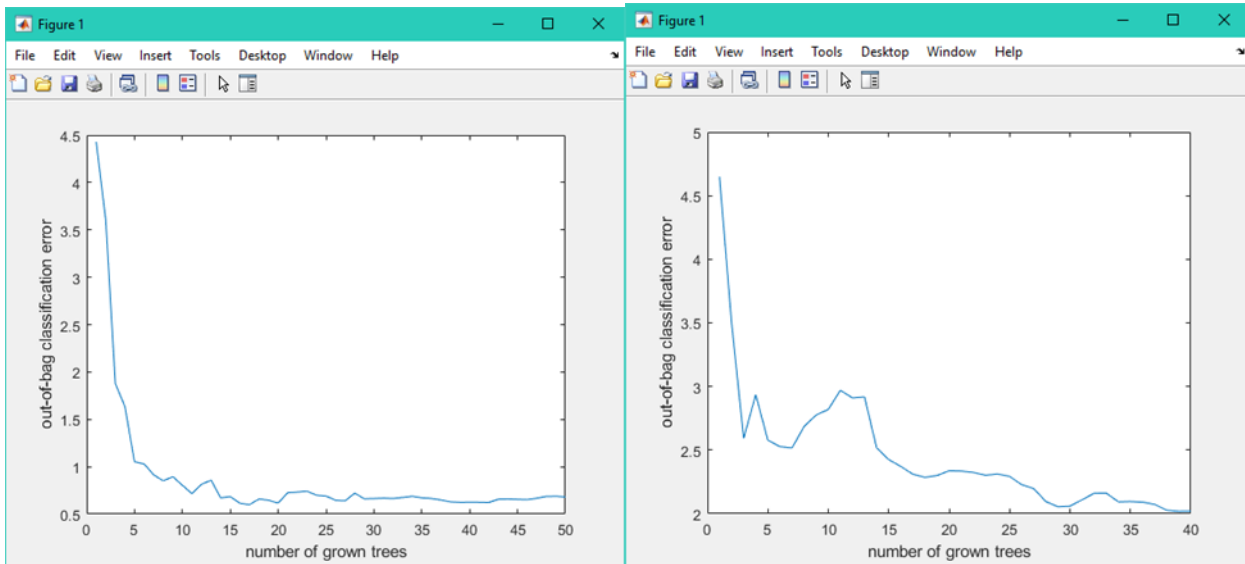 Figure 1
File Edit View Insert Tools Desktop Window Help
4.5
4
3.5
3
2.5
2
1.5
1
0.5
out-of-bag classification error
0 5 10 15 20 25 30 35 40 45 50
number of grown trees
Figure 1
File Edit View Insert Tools Desktop Window Help
5
4.5
4
3.5
3
2.5
2
out-of-bag classification error
0 5 10 15 20 25 30 35 40
number of grown trees